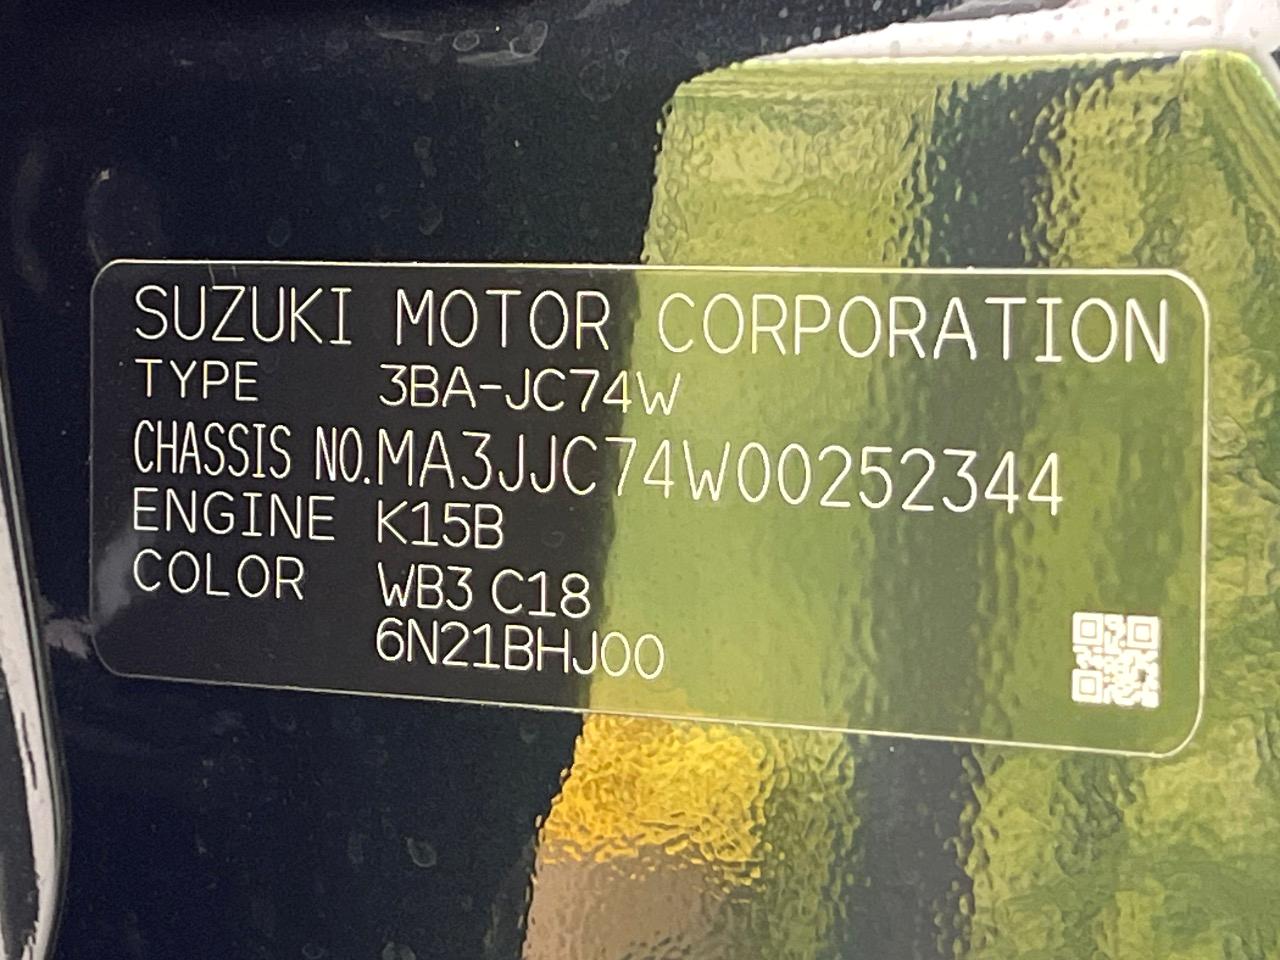 SUZUKI MOTOR CORPORATION
TYPE 3BA-JC74W
CHASSIS NO.MA3JJC74W00252344
ENGINE K15B
COLOR WB3 C18
6N21BHJ00